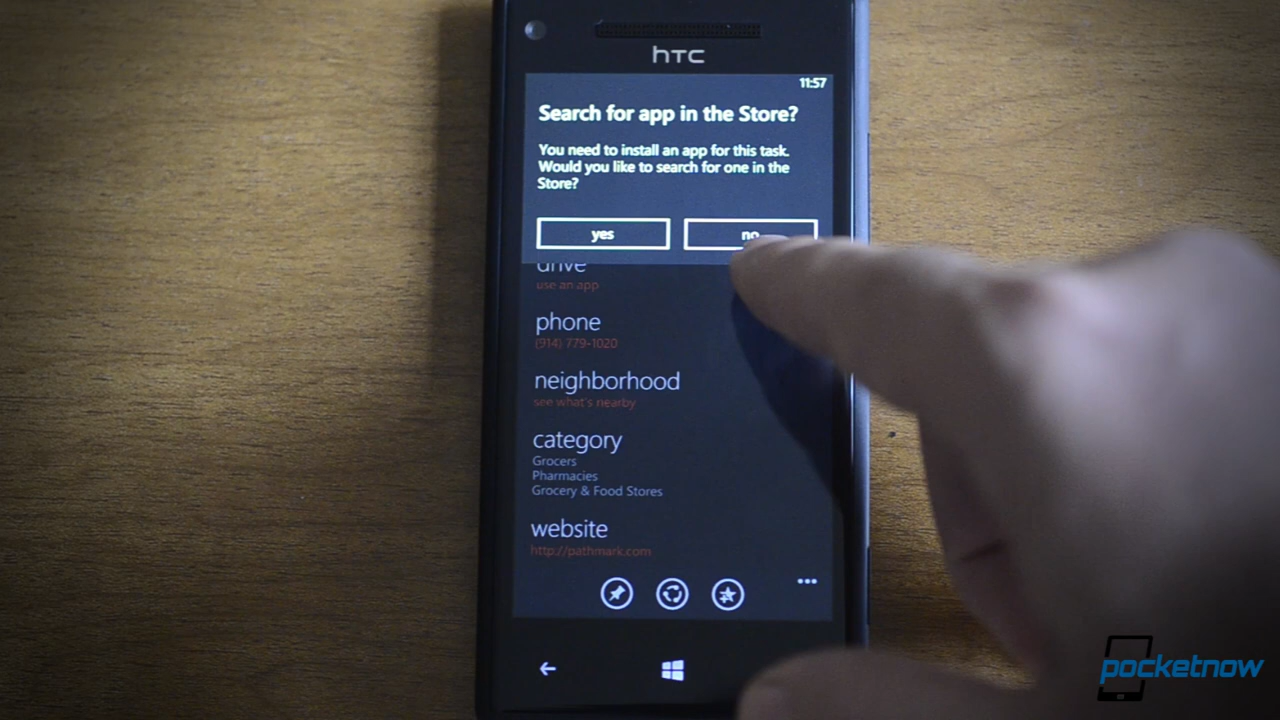 hTC
11:57
Search for app in the Store?
You need to install an app for this task.
Would you like to search for one in the
Store?
yes
no
drive
use an app
phone
(914) 779-1020
neighborhood
see what's nearby
category
Grocers
Pharmacies
Grocery & Food Stores
website
http://pathmark.com
pocketnow